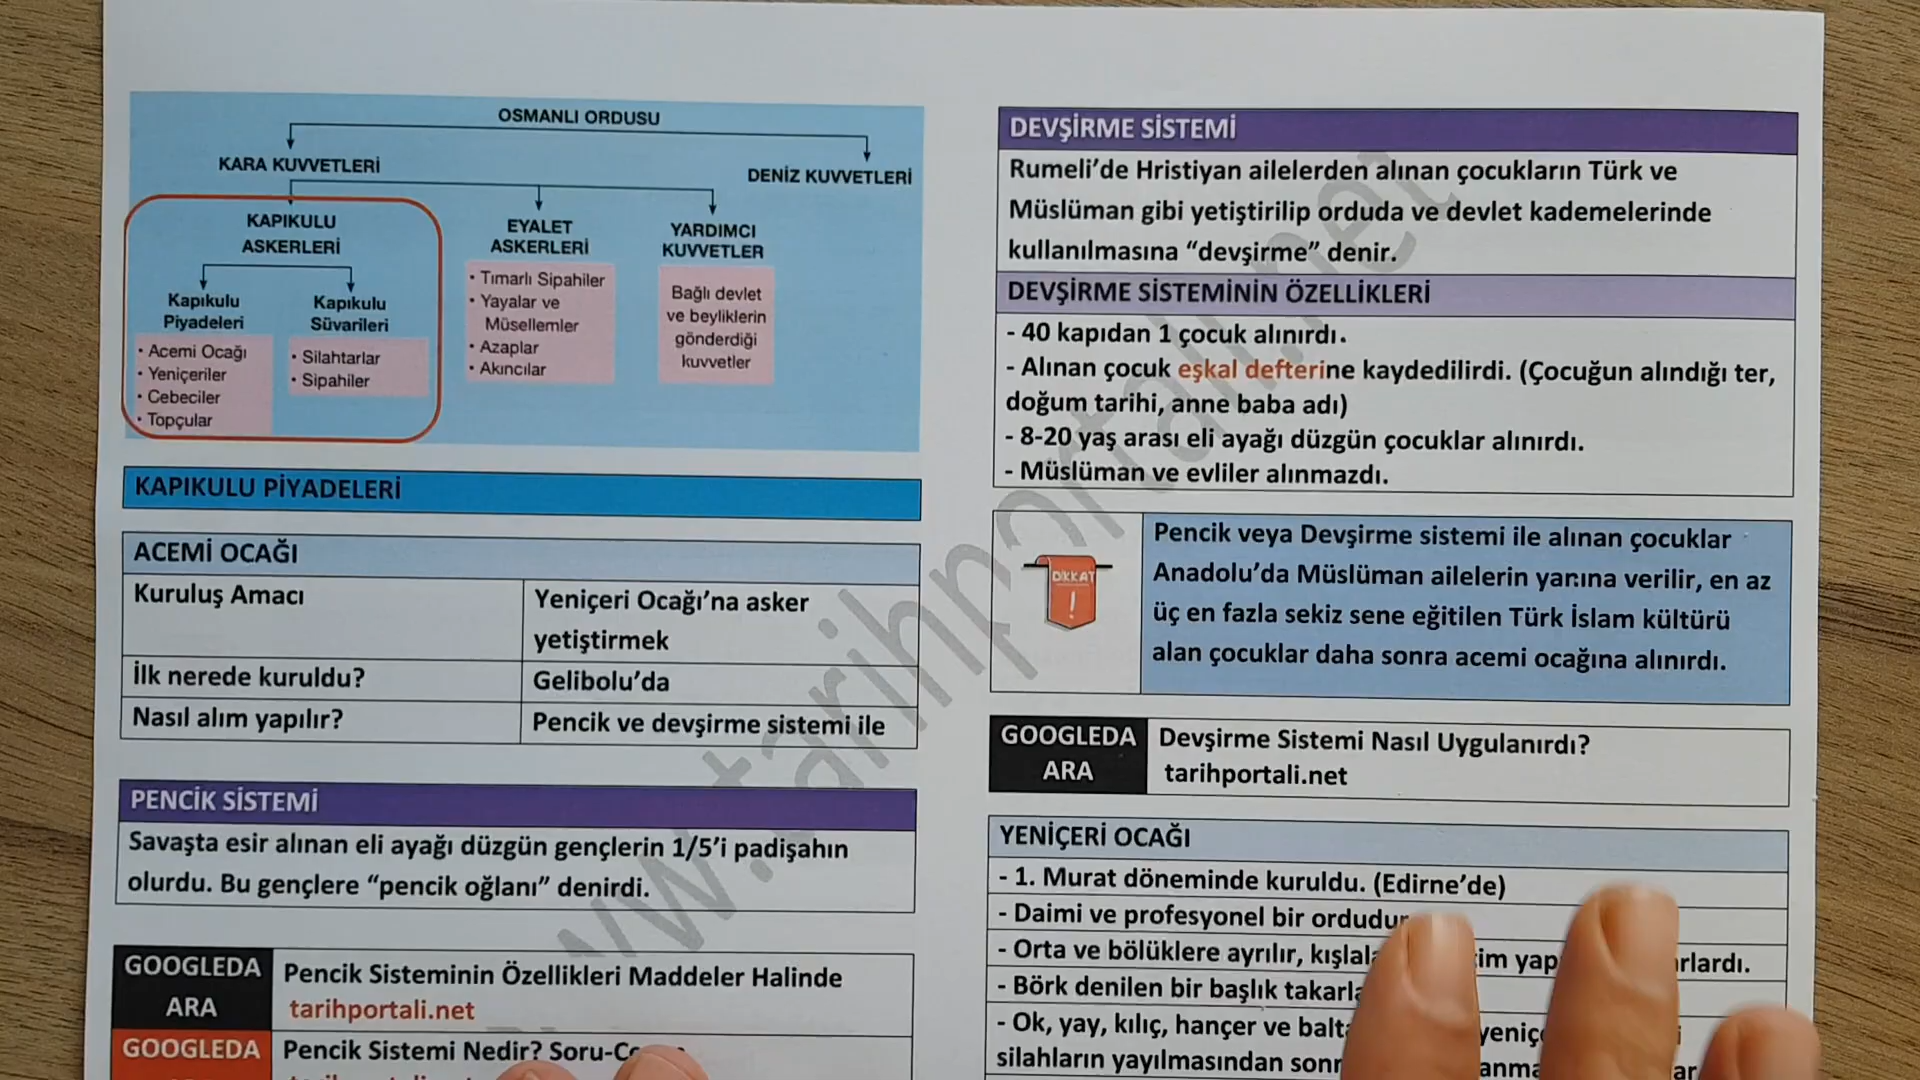 OSMANLI ORDUSU
KARA KUVVETLERİ
DENİZ KUVVETLERİ
KAPIKULU
ASKERLERİ
EYALET
ASKERLERİ
YARDIMCI
KUVVETLER
Kapıkulu
Piyadeleri
• Acemi Ocağı
• Yeniçeriler
• Cebeciler
• Topçular
Kapıkulu
Süvarileri
• Silahtarlar
• Sipahiler
• Tımarlı Sipahiler
• Yayalar ve
Müsellemler
• Azaplar
• Akıncılar
Bağlı devlet
ve beyliklerin
gönderdiği
kuvvetler
KAPIKULU PİYADELERİ
ACEMİ OCAĞI
Kuruluş Amacı
Yeniçeri Ocağı’na asker
yetiştirmek
İlk nerede kuruldu?
Gelibolu’da
Nasıl alım yapılır?
Pencik ve devşirme sistemi ile
PENCİK SİSTEMİ
Savaşta esir alınan eli ayağı düzgün gençlerin 1/5’i padişahın
olurdu. Bu gençlere “pencik oğlanı” denirdi.
GOOGLEDA
ARA
Pencik Sisteminin Özellikleri Maddeler Halinde
tarihportali.net
GOOGLEDA
Pencik Sistemi Nedir? Soru-
DEVŞİRME SİSTEMİ
Rumeli’de Hristiyan ailelerden alınan çocukların Türk ve
Müslüman gibi yetiştirilip orduda ve devlet kademelerinde
kullanılmasına “devşirme” denir.
DEVŞİRME SİSTEMİNİN ÖZELLİKLERİ
- 40 kapıdan 1 çocuk alınırdı.
- Alınan çocuk eşkal defterine kaydedilirdi. (Çocuğun alındığı ter,
doğum tarihi, anne baba adı)
- 8-20 yaş arası eli ayağı düzgün çocuklar alınırdı.
- Müslüman ve evliler alınmazdı.
DİKKAT
!
Pencik veya Devşirme sistemi ile alınan çocuklar
Anadolu’da Müslüman ailelerin yanına verilir, en az
üç en fazla sekiz sene eğitilen Türk İslam kültürü
alan çocuklar daha sonra acemi ocağına alınırdı.
GOOGLEDA
ARA
Devşirme Sistemi Nasıl Uygulanırdı?
tarihportali.net
YENİÇERİ OCAĞI
- 1. Murat döneminde kuruldu. (Edirne’de)
- Daimi ve profesyonel bir ordudur
- Orta ve bölüklere ayrılır,
- Börk denilen bir başlık
- Ok, yay, kılıç, hançer ve
silahların yayılmasından
www.tarihportali.net